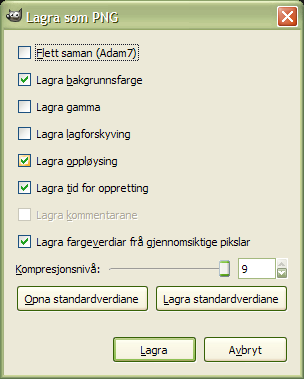 Lagra som PNG
Flett saman (Adam7)
Lagra bakgrunnsfarge
Lagra gamma
Lagra lagforskyving
Lagra oppløysing
Lagra tid for oppretting
Lagra kommentarane
Lagra fargeverdiar frå gjennomsiktige pikslar
Kompresjonsnivå: 9
Opna standardverdiane Lagra standardverdiane
Lagra Avbryt